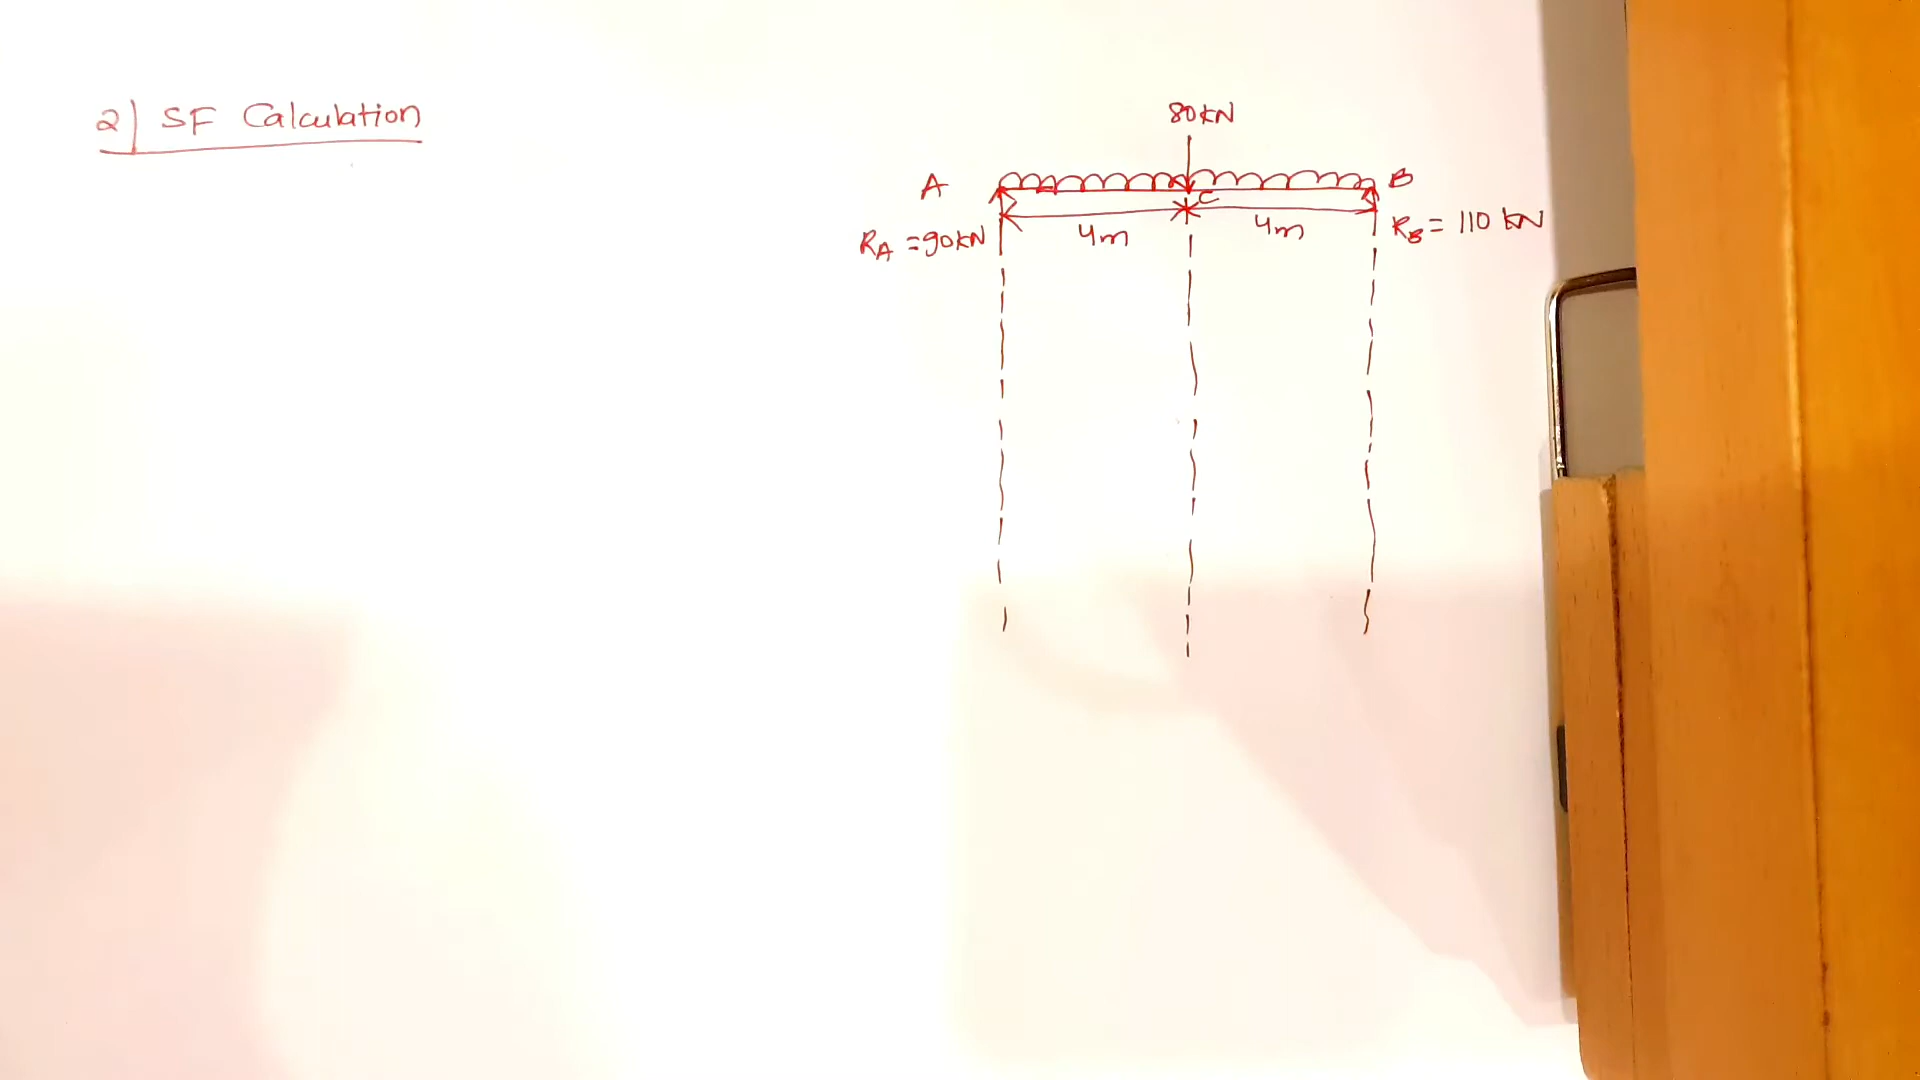 2) SF Calculation
80kN
A
B
C
RA =90kN
4m
4m
RB = 110 kN